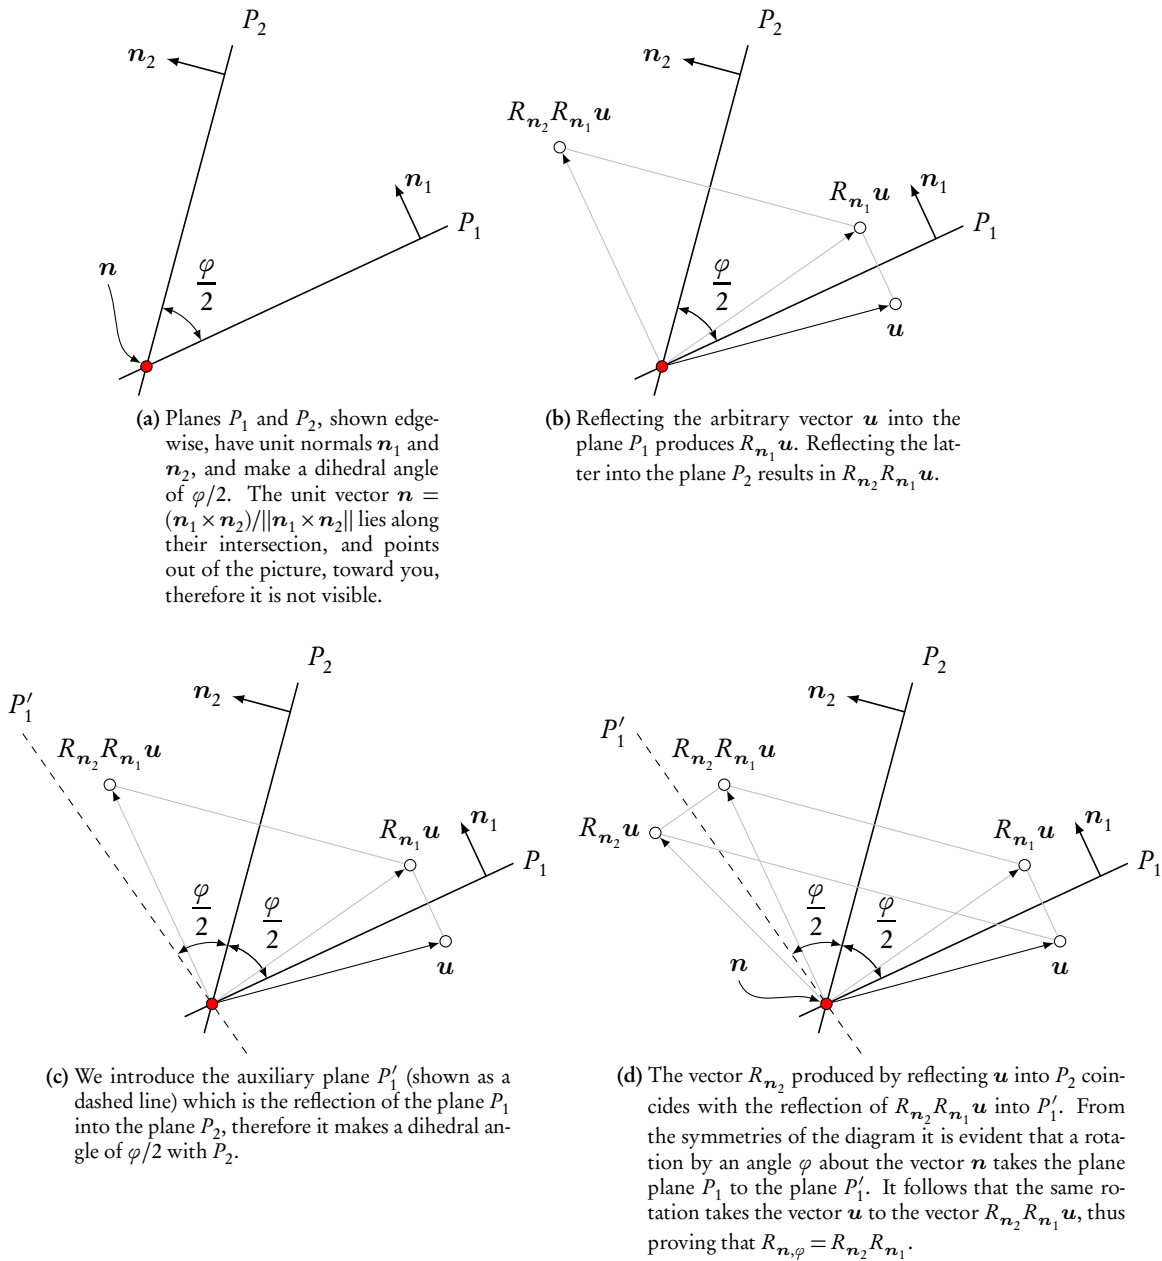 P₂
n₂
n₁
P₁
n
φ
2
(a) Planes P₁ and P₂, shown edge-
wise, have unit normals n₁ and
n₂, and make a dihedral angle
of φ/2. The unit vector n =
(n₁ × n₂)/||n₁ × n₂|| lies along
their intersection, and points
out of the picture, toward you,
therefore it is not visible.
P₂
n₂
Rn₂Rn₁u
Rn₁u
n₁
P₁
φ
2
u
(b) Reflecting the arbitrary vector u into the
plane P₁ produces Rn₁u. Reflecting the lat-
ter into the plane P₂ results in Rn₂Rn₁u.
P₂
n₂
P′₁
Rn₂Rn₁u
Rn₁u
n₁
P₁
φ
2
φ
2
u
(c) We introduce the auxiliary plane P′₁ (shown as a
dashed line) which is the reflection of the plane P₁
into the plane P₂, therefore it makes a dihedral an-
gle of φ/2 with P₂.
P₂
n₂
P′₁
Rn₂Rn₁u
Rn₂u
Rn₁u
n₁
P₁
φ
2
φ
2
n
u
(d) The vector Rn₂ produced by reflecting u into P₂ coin-
cides with the reflection of Rn₂Rn₁u into P′₁. From
the symmetries of the diagram it is evident that a rota-
tion by an angle φ about the vector n takes the plane
plane P₁ to the plane P′₁. It follows that the same ro-
tation takes the vector u to the vector Rn₂Rn₁u, thus
proving that Rn,φ = Rn₂Rn₁.